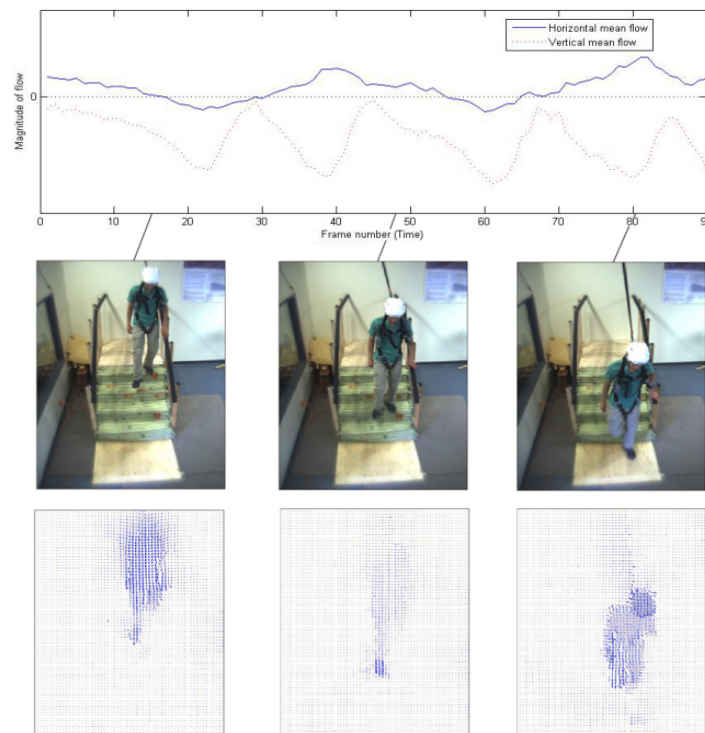 Horizontal mean flow
Vertical mean flow
Magnitude of flow
0
0 10 20 30 40 50 60 70 80 90
Frame number (Time)